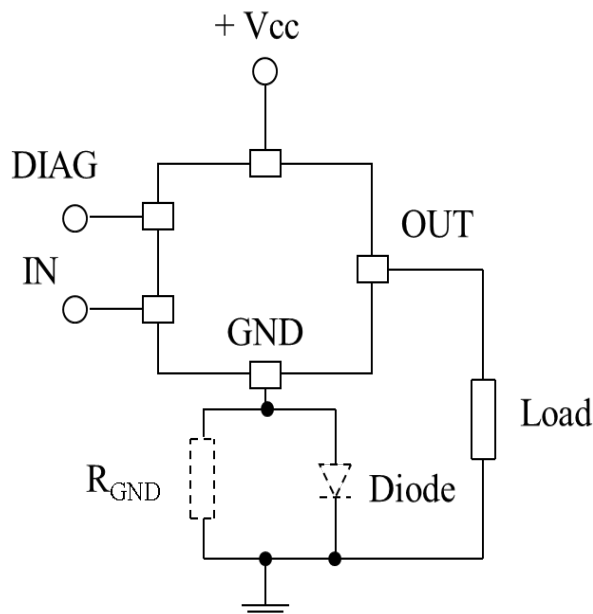 + Vcc
DIAG
OUT
IN
GND
Load
RGND
Diode